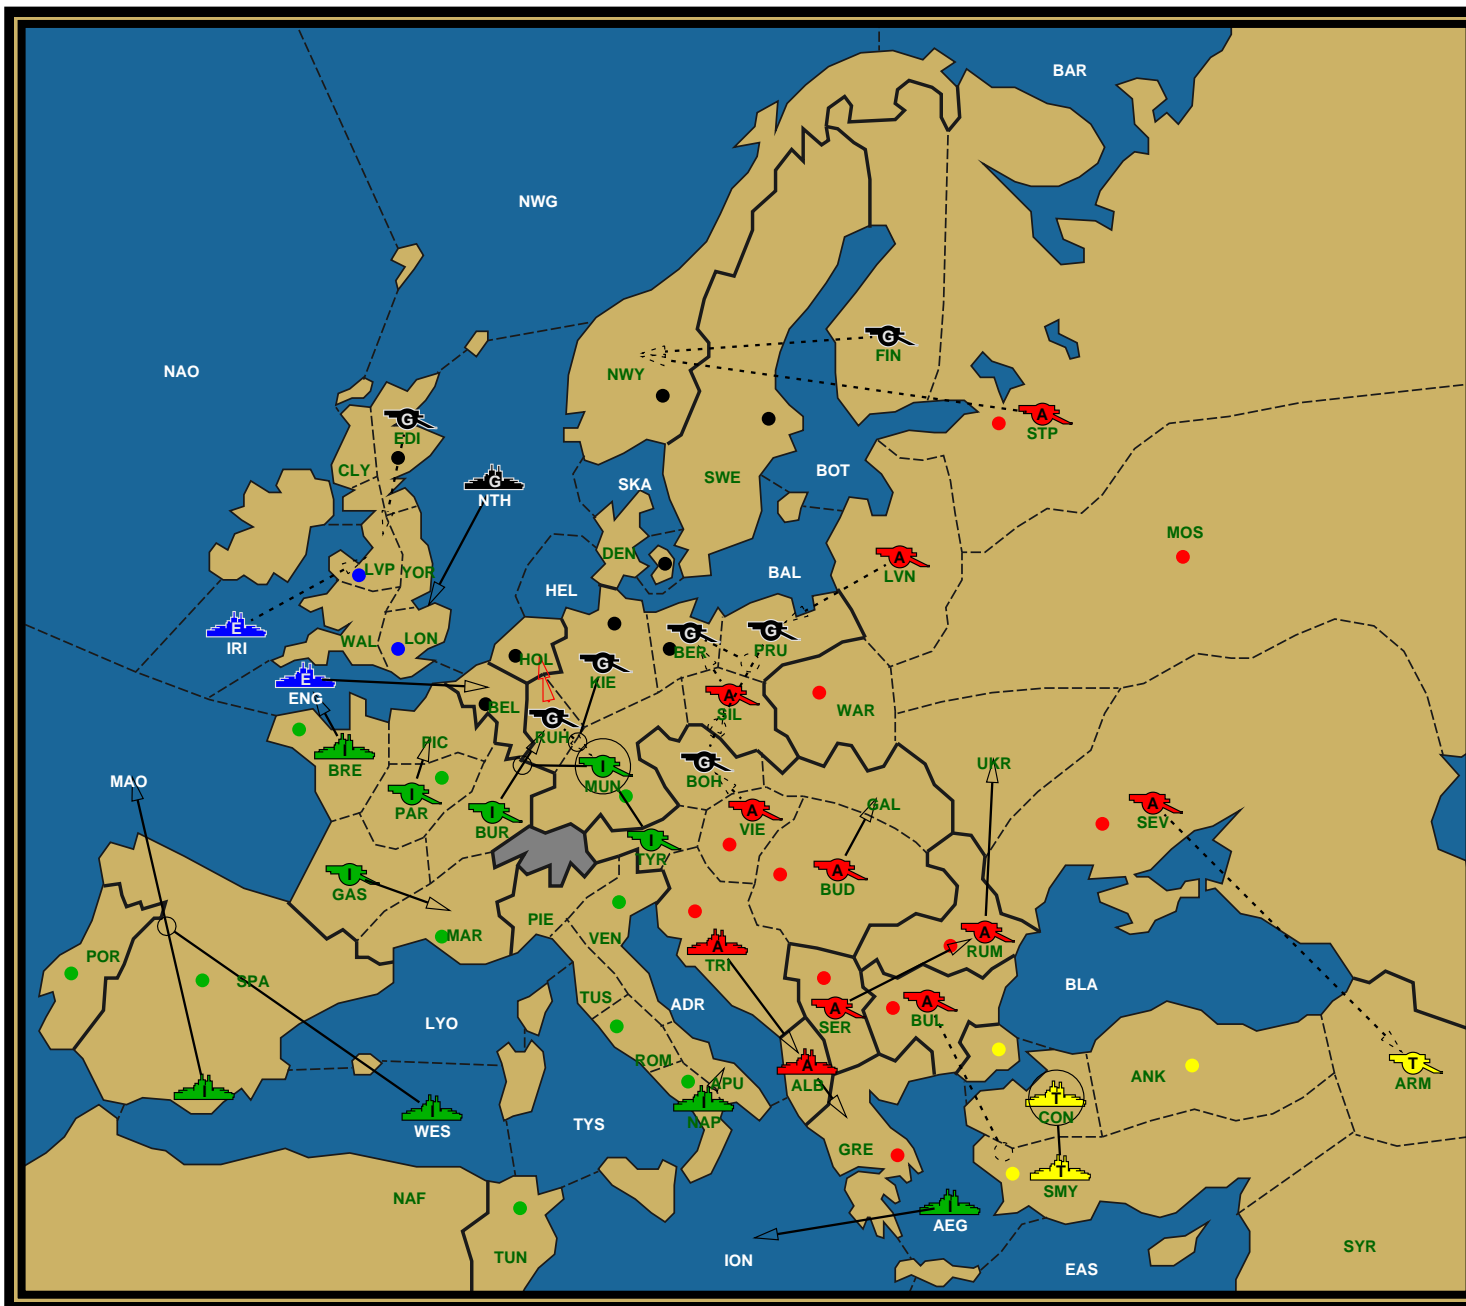 BAR
NWG
G
FIN
NAO
NWY
A
STP
G
EDI
CLY
G
NTH
SKA
SWE
BOT
MOS
DEN
A
LVN
LVP
YOR
BAL
HEL
E
IRI
WAL
LON
G
BER
G
PRU
HOL
G
KIE
E
ENG
BEL
A
SIL
WAR
G
RUH
PIC
I
BRE
UKR
MAO
I
MUN
G
BOH
I
PAR
I
BUR
A
VIE
GAL
A
SEV
I
TYR
I
GAS
A
BUD
PIE
MAR
VEN
A
TRI
A
RUM
POR
SPA
TUS
ADR
BLA
A
SER
A
BUL
LYO
ROM
APU
A
ALB
ANK
T
ARM
I
I
WES
I
NAP
T
CON
TYS
GRE
T
SMY
NAF
I
AEG
TUN
ION
EAS
SYR